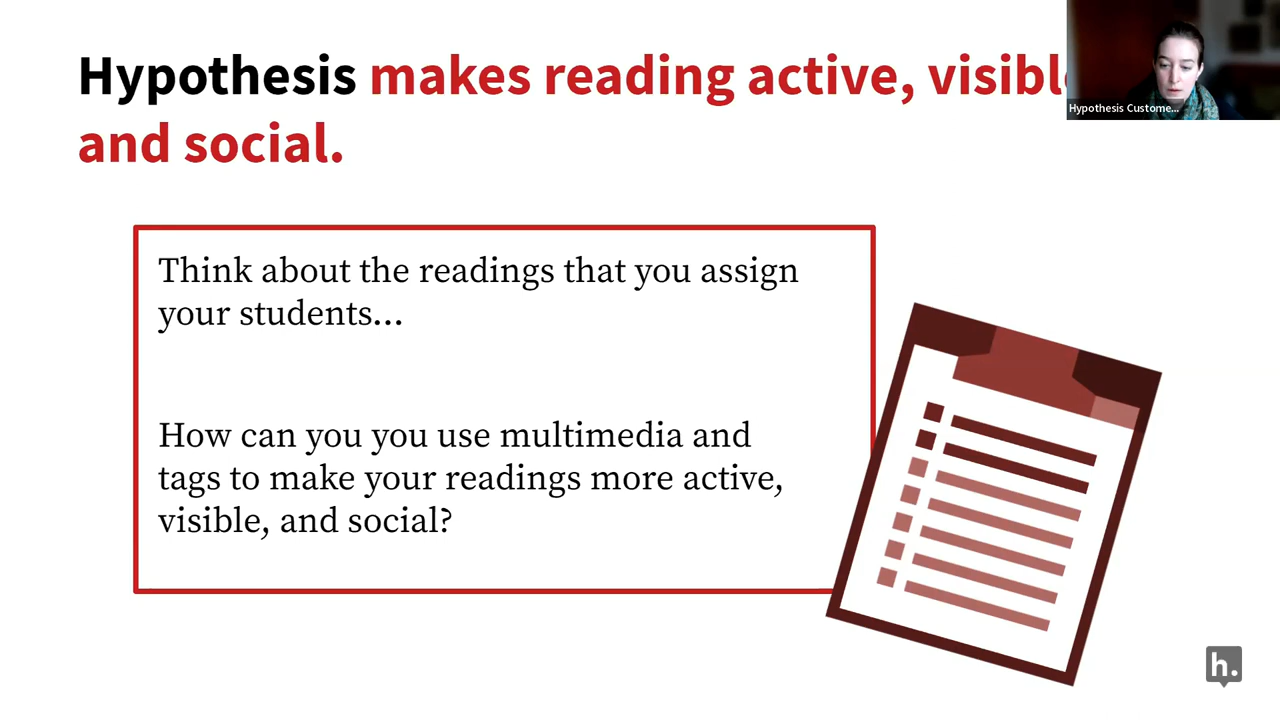 Hypothesis makes reading active, visible
and social.
Hypothesis Custome...
Think about the readings that you assign
your students...
How can you you use multimedia and
tags to make your readings more active,
visible, and social?
h.